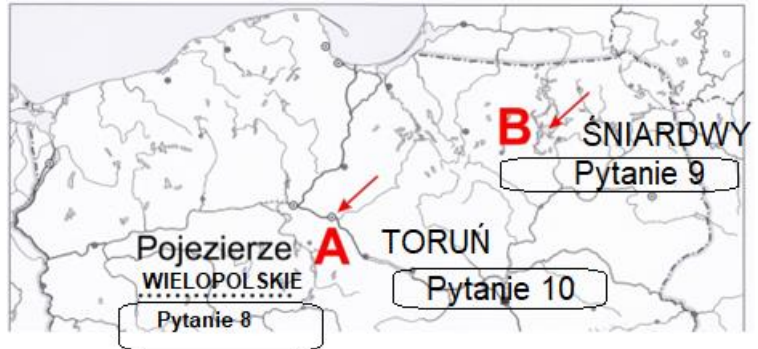 B
ŚNIARDWY
Pytanie 9
Pojezierze
A
TORUŃ
WIELOPOLSKIE
Pytanie 10
Pytanie 8